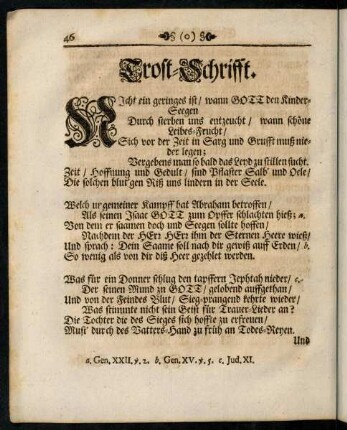 46 § (o) §
Trost-Schrifft.
NIcht ein geringes ist/ wann GOTT den Kinder-
Seegen
Durch sterben uns entzeucht/ wann schöne
Leibes-Frucht/
Sich vor der Zeit in Sarg und Grufft muß nie-
der legen;
Vergebens man so bald das Leyd zu stillen sucht.
Zeit/ Hoffnung und Gedult/ sind Pflaster Salb' und Oele/
Die solchen blut'gen Riß uns lindern in der Seele.
Welch ungemeiner Kampff hat Abraham betroffen/
Als seinen Isaac GOTT zum Opffer schlachten hieß; a.
Von dem er saamen doch und Seegen sollte hoffen/
Nachdem der HErr HErr ihm der Sternen Heere wieß/
Und sprach: Dein Saame soll nach dir gewiß auf Erden/ b.
So wenig als von dir diß Heer gezehlet werden.
Was für ein Donner schlug den tapffern Jephtah nieder/ c.
Der seinen Mund zu GOTT/ gelobend auffgethan/
Und von der Feindes Blut/ Sieg-prangend kehrte wieder/
Was stimmte nicht sein Geist für Trauer-Lieder an?
Die Tochter die des Sieges sich hoffte zu erfreuen/
Must' durch des Vatters-Hand zu früh an Todes-Reyen.
Und
a. Gen. XXII. v. 2. b. Gen. XV. v. 5. c. Jud. XI.